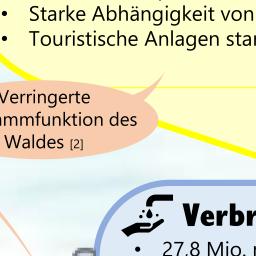 • Starke Abhängigkeit von
• Touristische Anlagen star
Verringerte
ammfunktion des
Waldes [2]
Verbr
• 27,8 Mio.